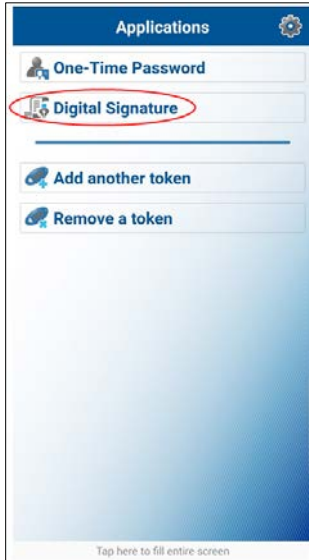 Applications
One-Time Password
Digital Signature
Add another token
Remove a token
Tap here to fill entire screen